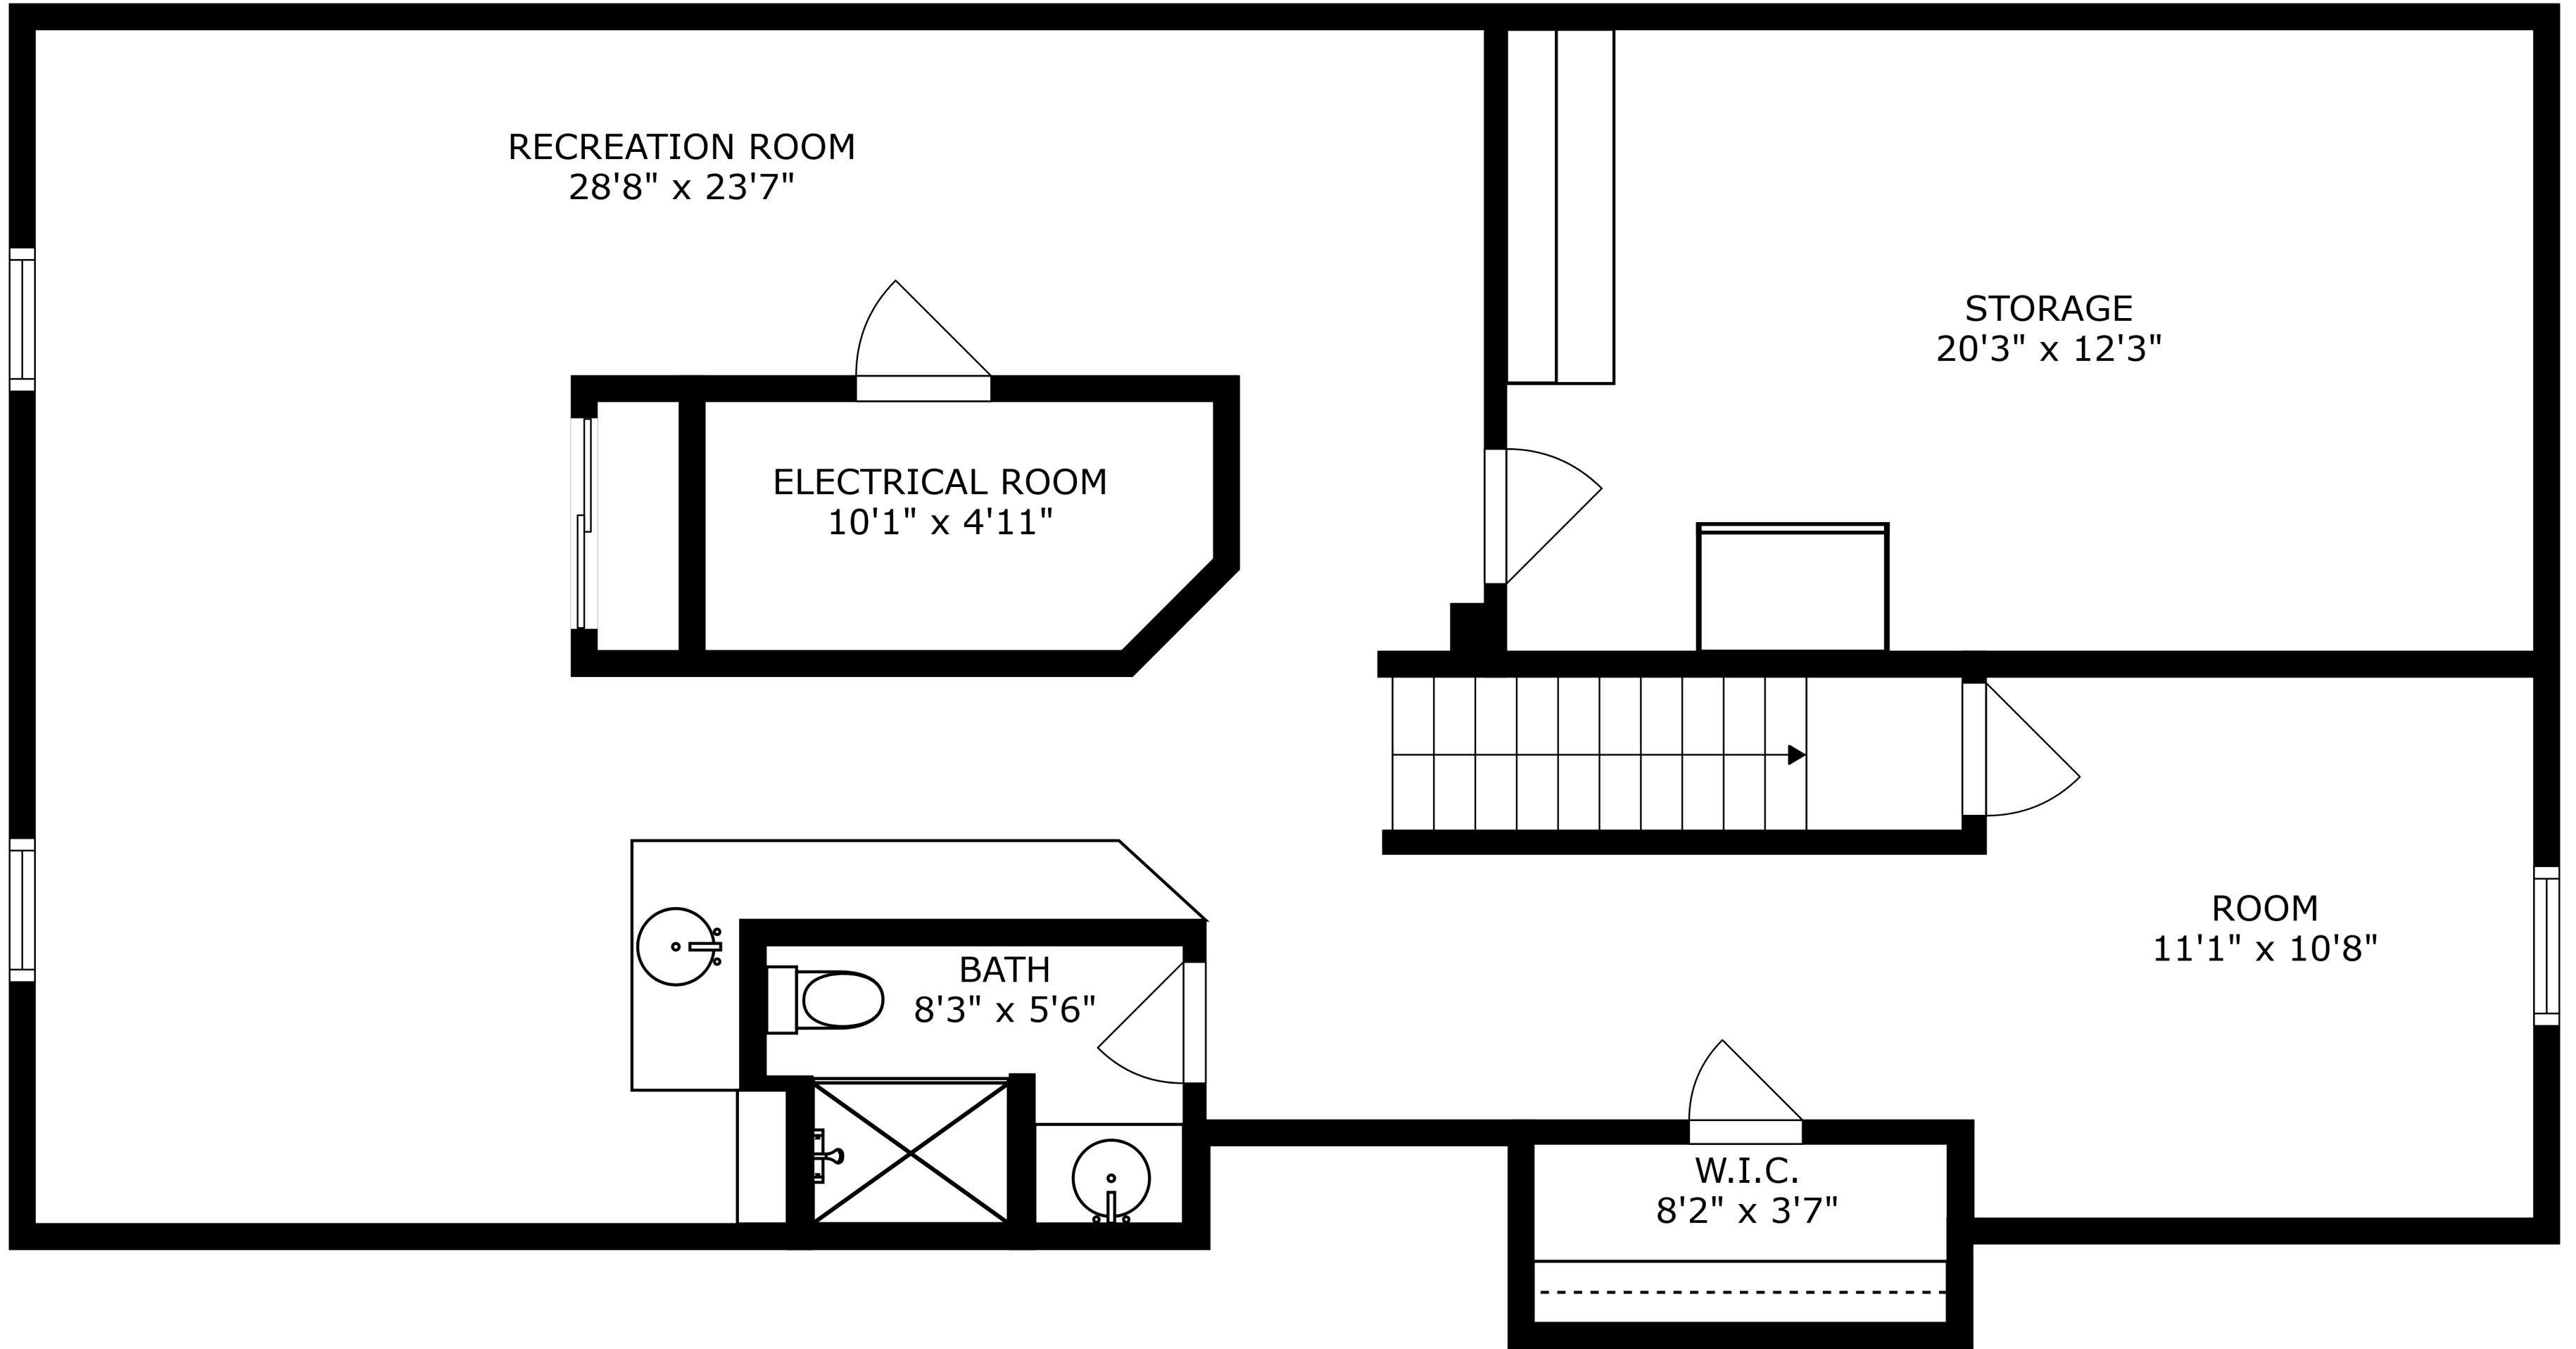 RECREATION ROOM
28'8" x 23'7"
STORAGE
20'3" x 12'3"
ELECTRICAL ROOM
10'1" x 4'11"
ROOM
11'1" x 10'8"
BATH
8'3" x 5'6"
W.I.C.
8'2" x 3'7"